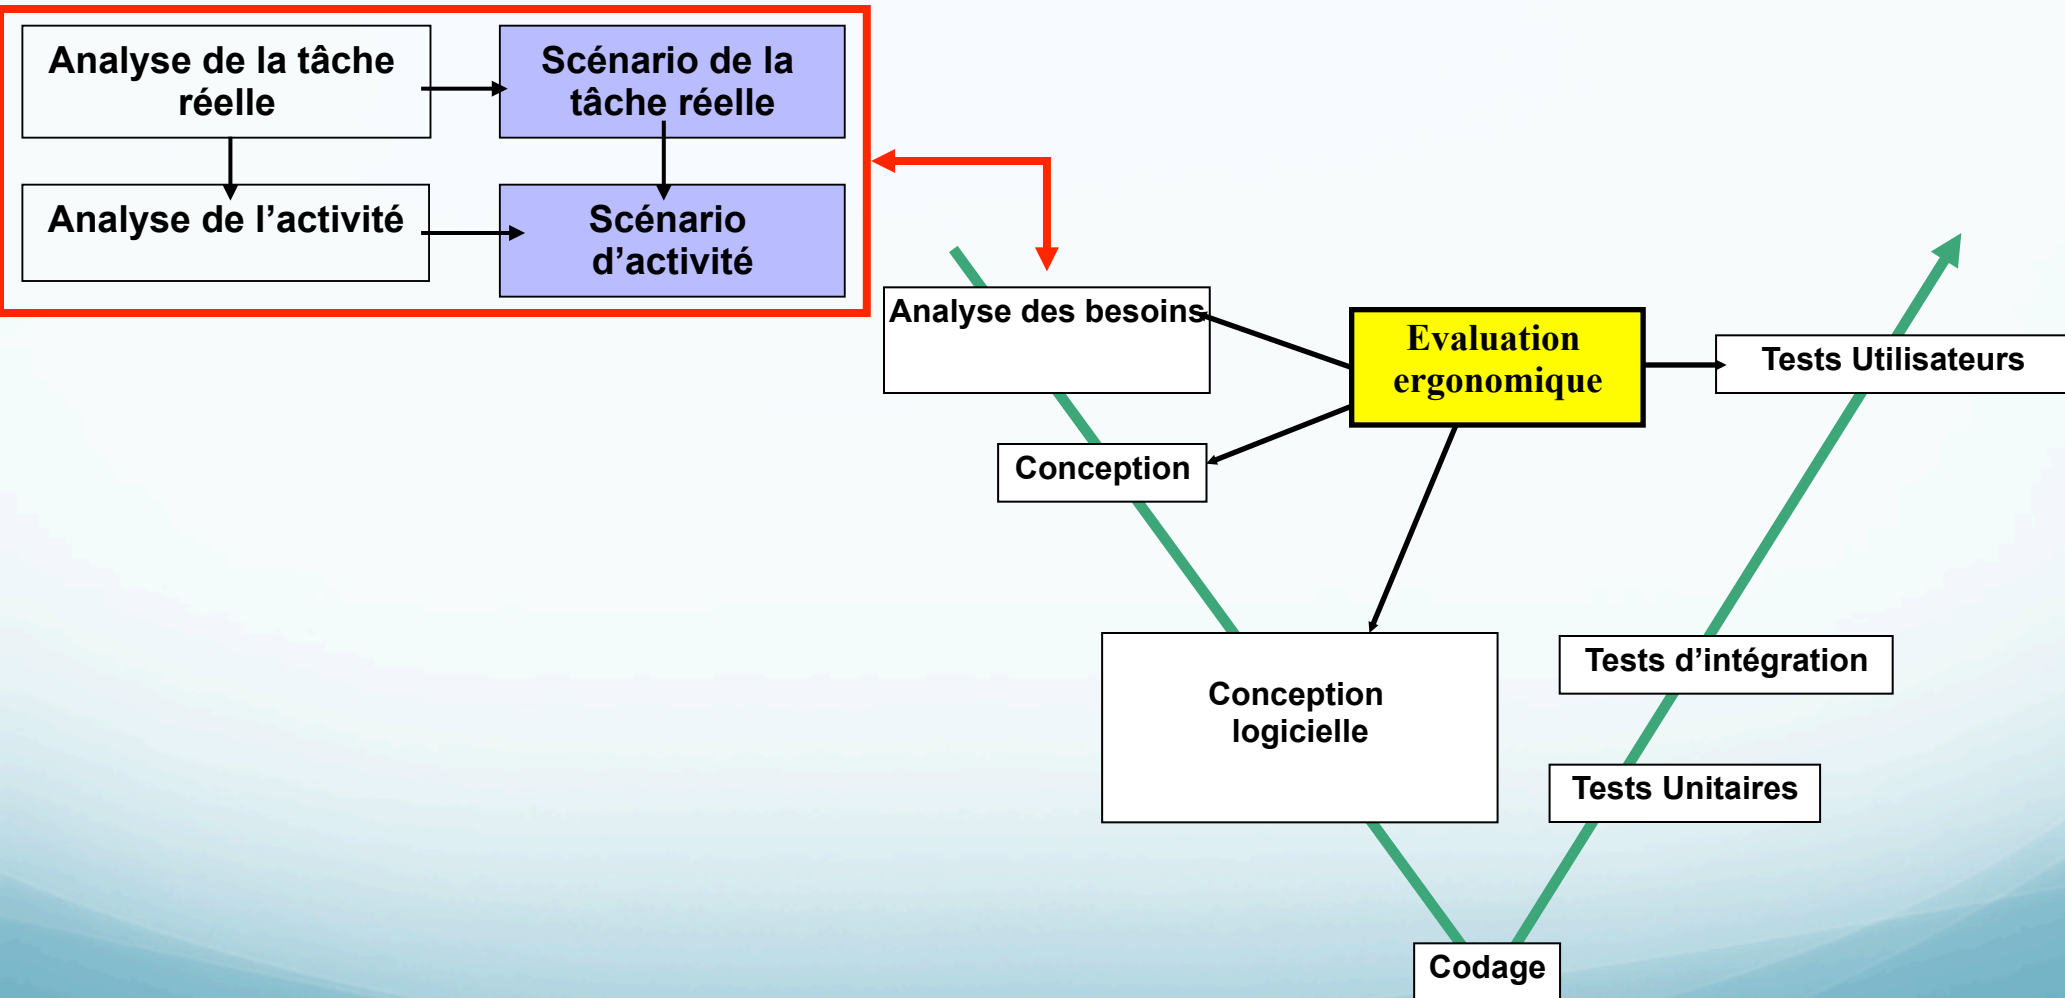 Analyse de la tâche
réelle
Scénario de la
tâche réelle
Analyse de l’activité
Scénario
d’activité
Analyse des besoins
Evaluation
ergonomique
Tests Utilisateurs
Conception
Conception
logicielle
Tests d’intégration
Tests Unitaires
Codage